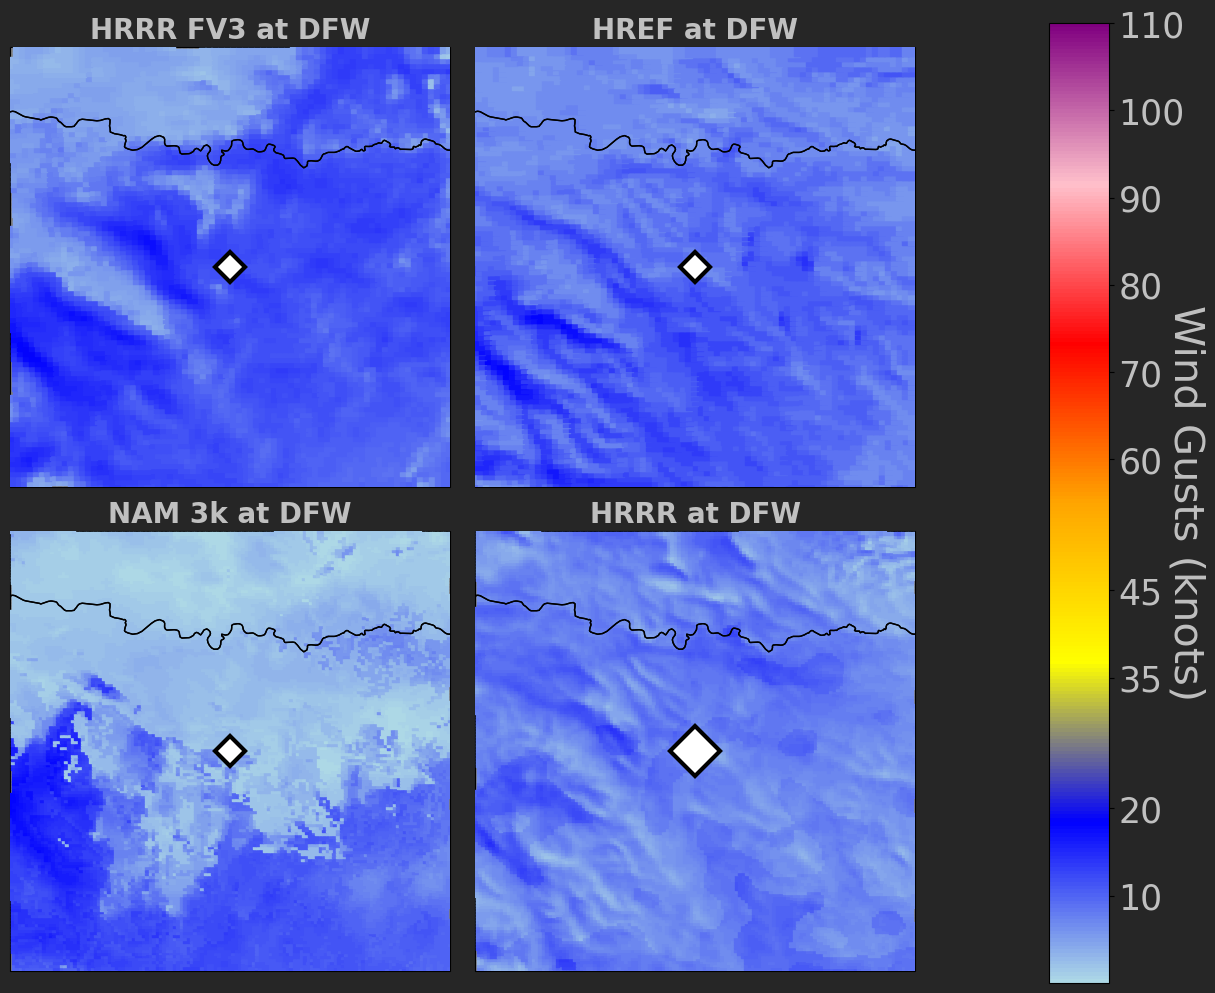 HRRR FV3 at DFW
HREF at DFW
NAM 3k at DFW
HRRR at DFW
110
100
90
80
70
60
45
35
20
10
Wind Gusts (knots)